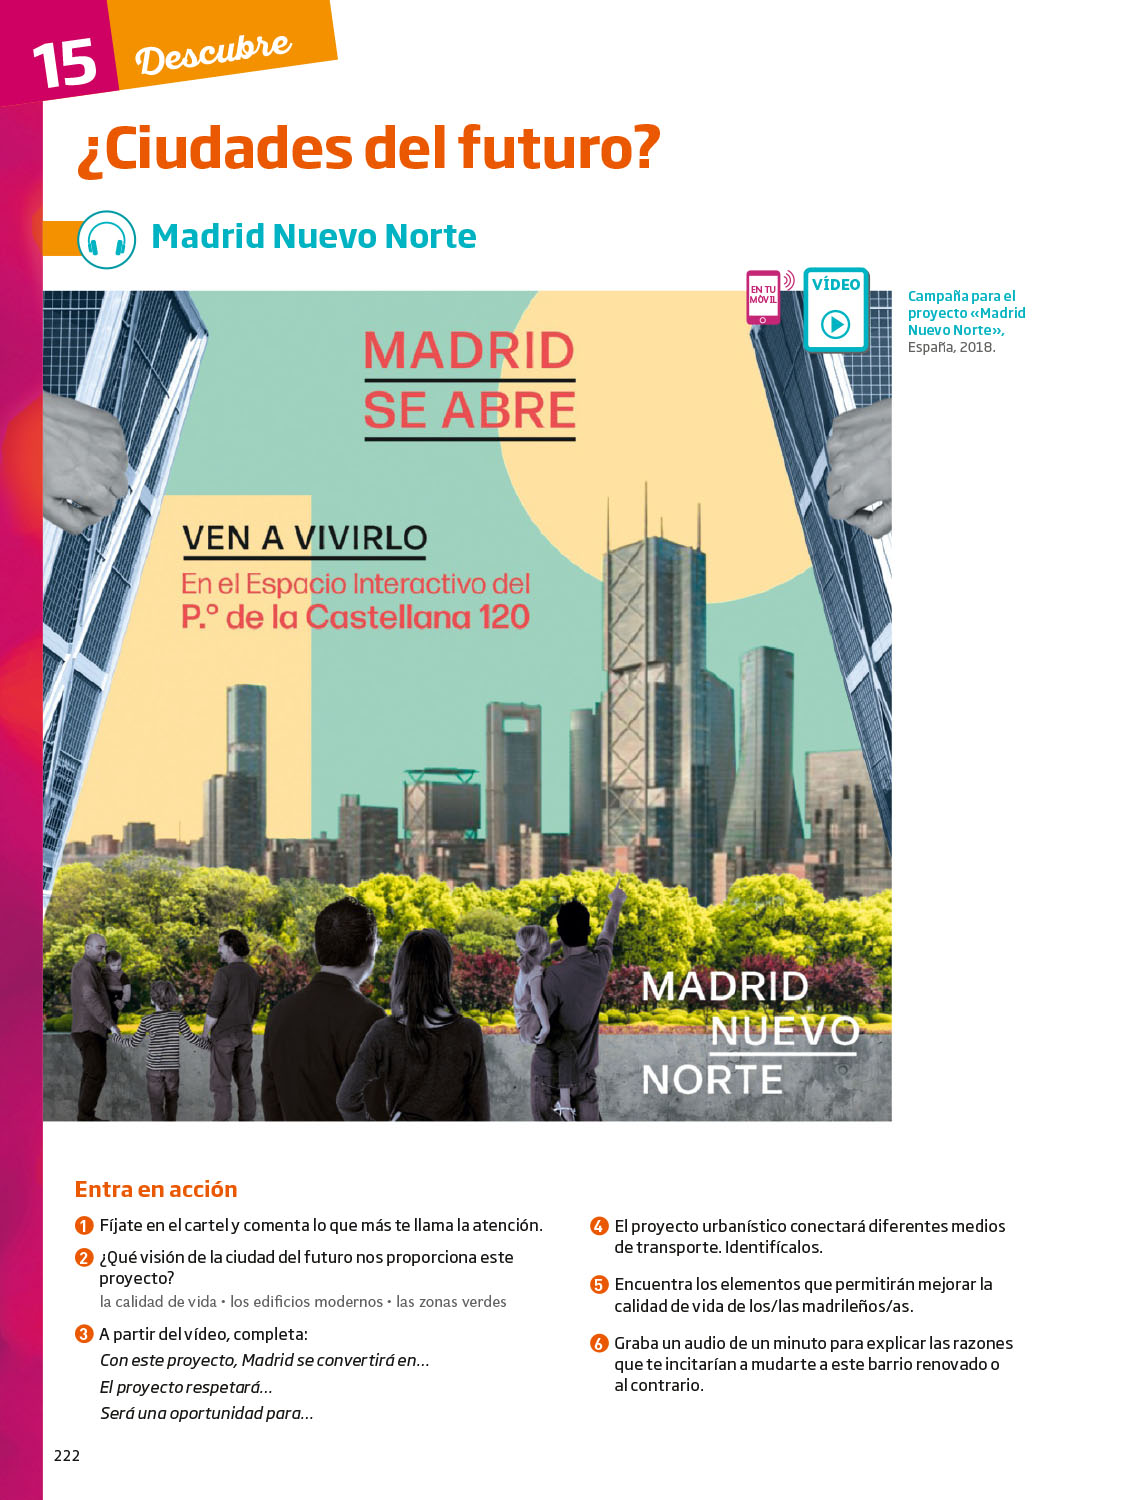 15
Descubre
¿Ciudades del futuro?
Madrid Nuevo Norte
EN TU
MÓVIL
VÍDEO
Campaña para el
proyecto «Madrid
Nuevo Norte»,
España, 2018.
MADRID
SE ABRE
VEN A VIVIRLO
En el Espacio Interactivo del
P.º de la Castellana 120
MADRID
NUEVO
NORTE
Entra en acción
1 Fíjate en el cartel y comenta lo que más te llama la atención.
2 ¿Qué visión de la ciudad del futuro nos proporciona este
proyecto?
la calidad de vida • los edificios modernos • las zonas verdes
3 A partir del vídeo, completa:
Con este proyecto, Madrid se convertirá en...
El proyecto respetará...
Será una oportunidad para...
4 El proyecto urbanístico conectará diferentes medios
de transporte. Identifícalos.
5 Encuentra los elementos que permitirán mejorar la
calidad de vida de los/las madrileños/as.
6 Graba un audio de un minuto para explicar las razones
que te incitarían a mudarte a este barrio renovado o
al contrario.
222